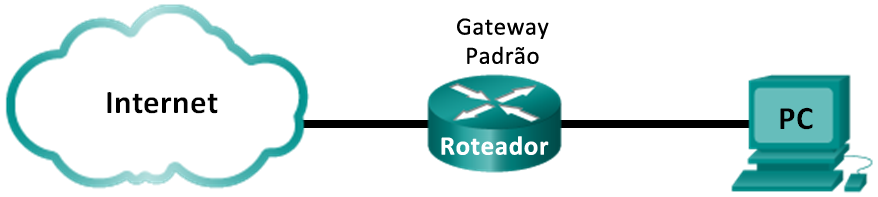 Gateway
Padrão
Internet
Roteador
PC